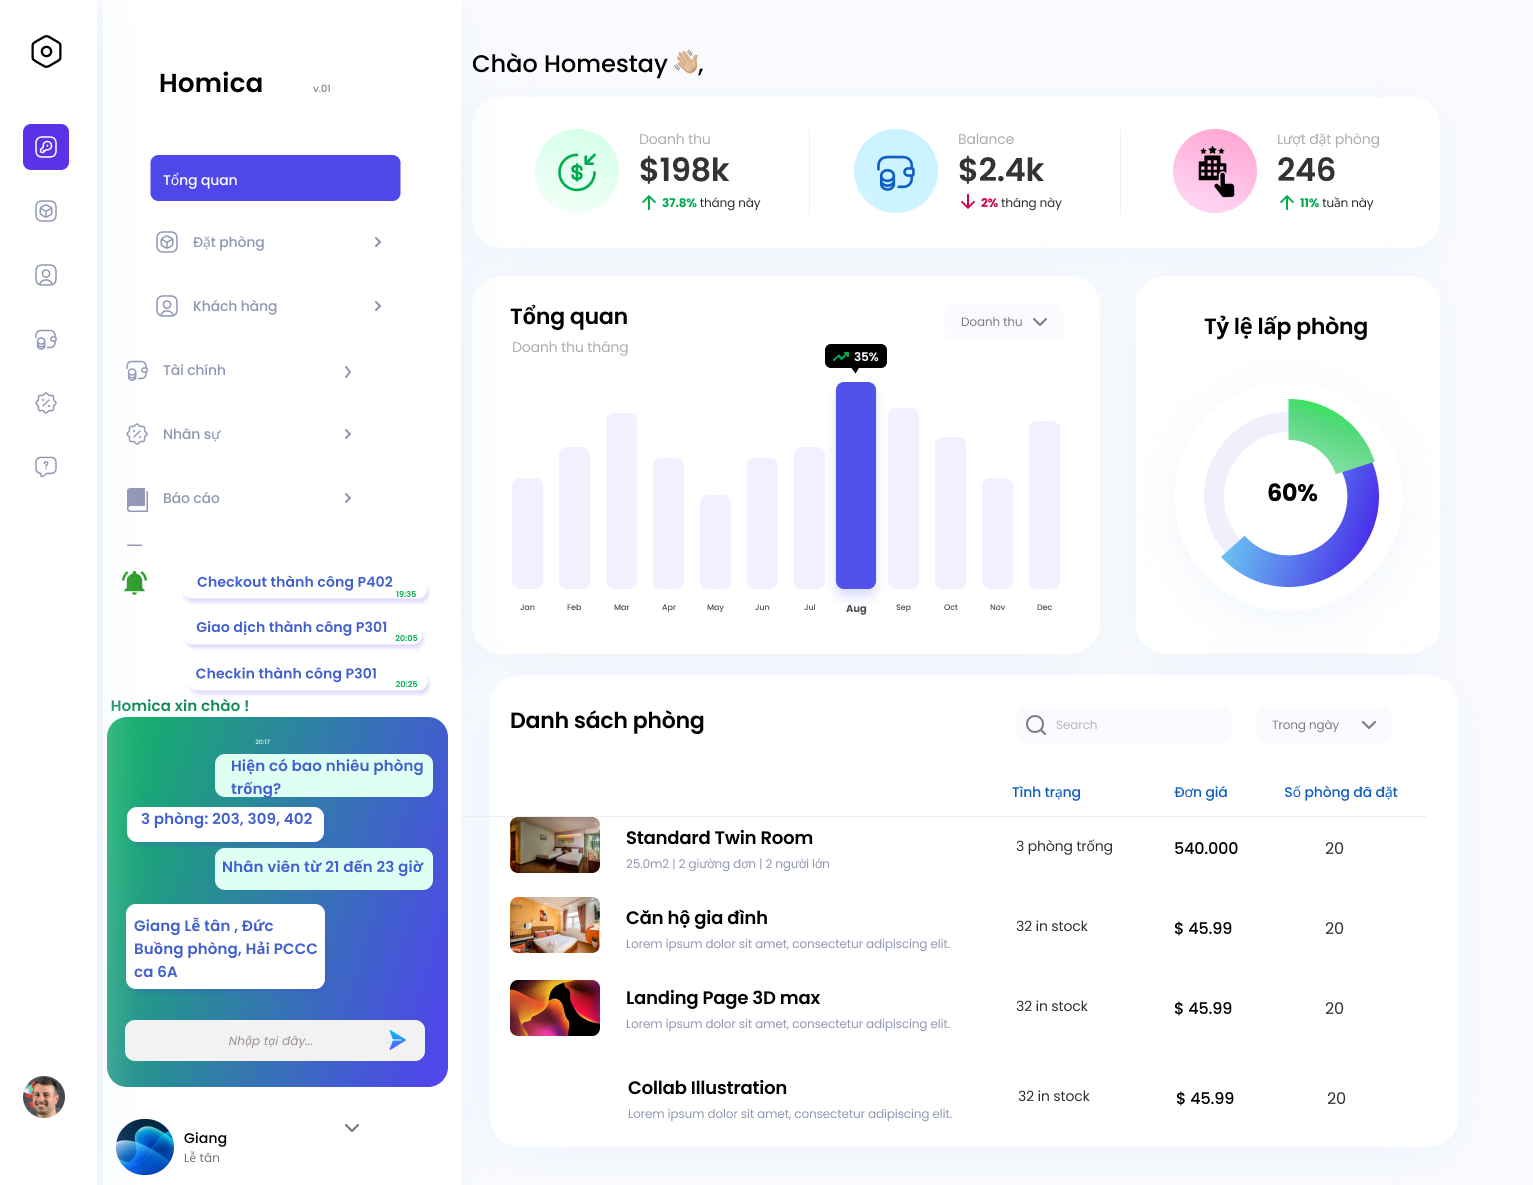 Homica
v.01
Tổng quan
Đặt phòng
Khách hàng
Tài chính
Nhân sự
Báo cáo
Checkout thành công P402
19:35
Giao dịch thành công P301
20:05
Checkin thành công P301
20:25
Homica xin chào !
20:17
Hiện có bao nhiêu phòng
trống?
3 phòng: 203, 309, 402
Nhân viên từ 21 đến 23 giờ
Giang Lễ tân , Đức
Buồng phòng, Hải PCCC
ca 6A
Nhập tại đây...
Giang
Lễ tân
Chào Homestay 👋🏼,
Doanh thu
$198k
37.8% tháng này
Balance
$2.4k
2% tháng này
Lượt đặt phòng
246
11% tuần này
Tổng quan
Doanh thu tháng
Doanh thu
35%
Jan Feb Mar Apr May Jun Jul Aug Sep Oct Nov Dec
Tỷ lệ lấp phòng
60%
Danh sách phòng
Search
Trong ngày
Tình trạng Đơn giá Số phòng đã đặt
Standard Twin Room
25.0m2 | 2 giường đơn | 2 người lớn
3 phòng trống 540.000 20
Căn hộ gia đình
Lorem ipsum dolor sit amet, consectetur adipiscing elit.
32 in stock $ 45.99 20
Landing Page 3D max
Lorem ipsum dolor sit amet, consectetur adipiscing elit.
32 in stock $ 45.99 20
Collab Illustration
Lorem ipsum dolor sit amet, consectetur adipiscing elit.
32 in stock $ 45.99 20